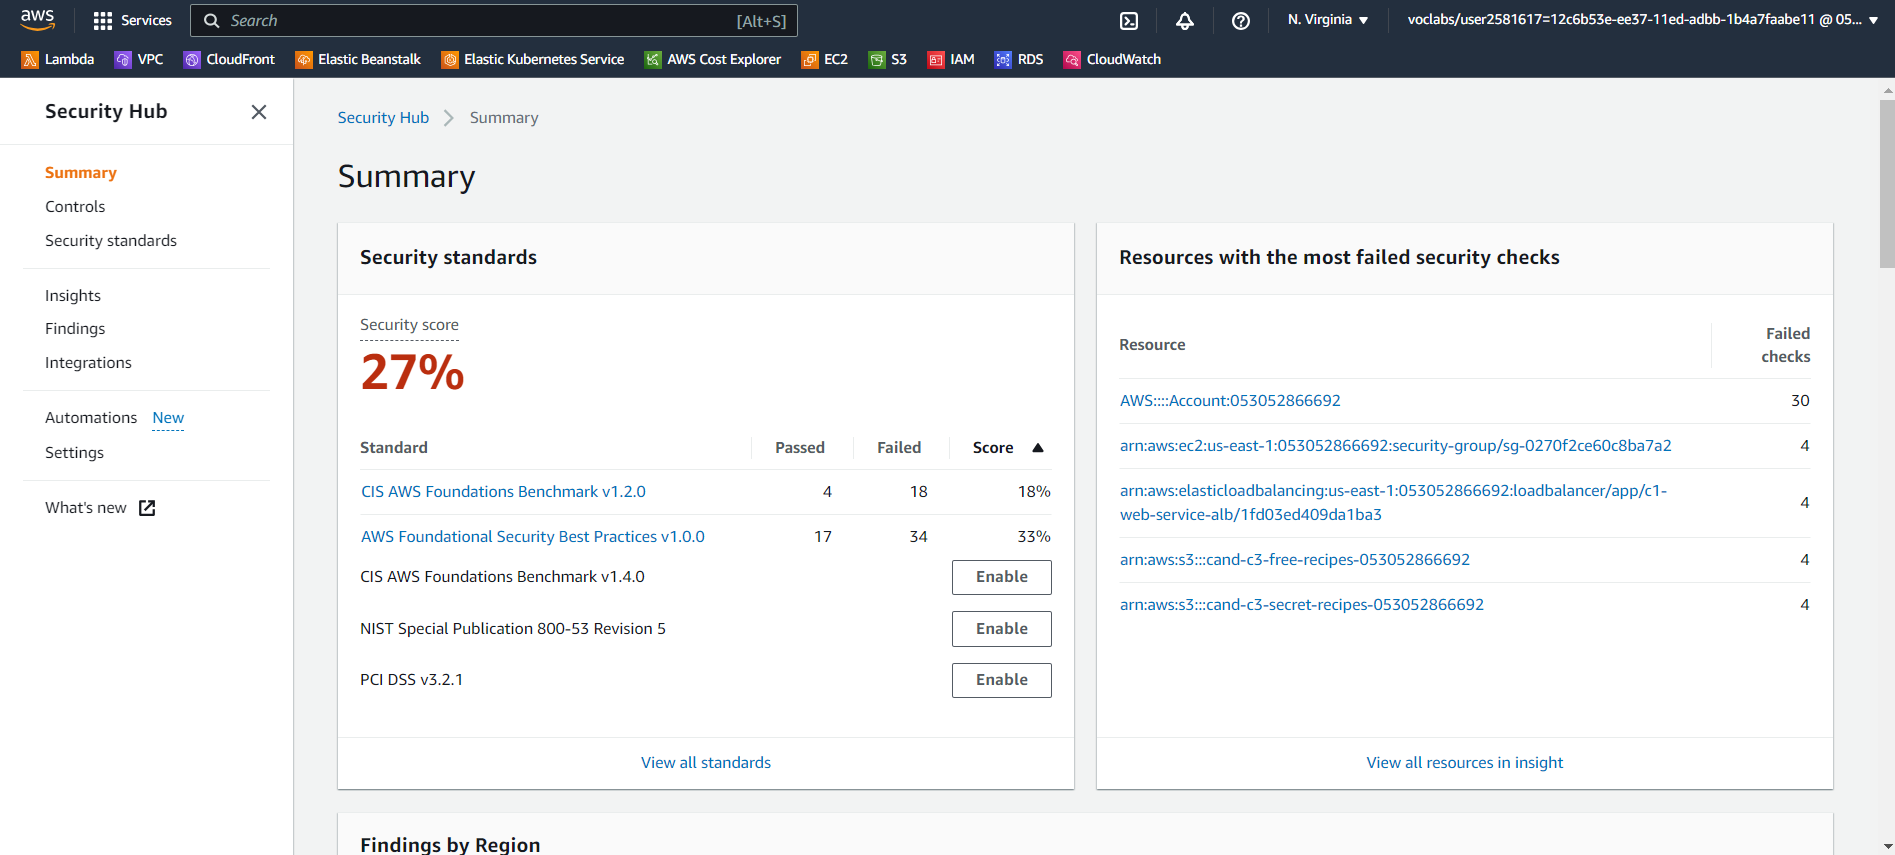 aws
Services
Search
[Alt+S]
N. Virginia
voclabs/user2581617=12c6b53e-ee37-11ed-adbb-1b4a7faabe11 @ 05...
Lambda
VPC
CloudFront
Elastic Beanstalk
Elastic Kubernetes Service
AWS Cost Explorer
EC2
S3
IAM
RDS
CloudWatch
Security Hub
Summary
Controls
Security standards
Insights
Findings
Integrations
Automations New
Settings
What's new
Security Hub
Summary
Summary
Security standards
Security score
27%
Standard Passed Failed Score
CIS AWS Foundations Benchmark v1.2.0 4 18 18%
AWS Foundational Security Best Practices v1.0.0 17 34 33%
CIS AWS Foundations Benchmark v1.4.0 Enable
NIST Special Publication 800-53 Revision 5 Enable
PCI DSS v3.2.1 Enable
View all standards
Resources with the most failed security checks
Resource
Failed
checks
AWS::::Account:053052866692 30
arn:aws:ec2:us-east-1:053052866692:security-group/sg-0270f2ce60c8ba7a2 4
arn:aws:elasticloadbalancing:us-east-1:053052866692:loadbalancer/app/c1-
web-service-alb/1fd03ed409da1ba3 4
arn:aws:s3:::cand-c3-free-recipes-053052866692 4
arn:aws:s3:::cand-c3-secret-recipes-053052866692 4
View all resources in insight
Findings by Region